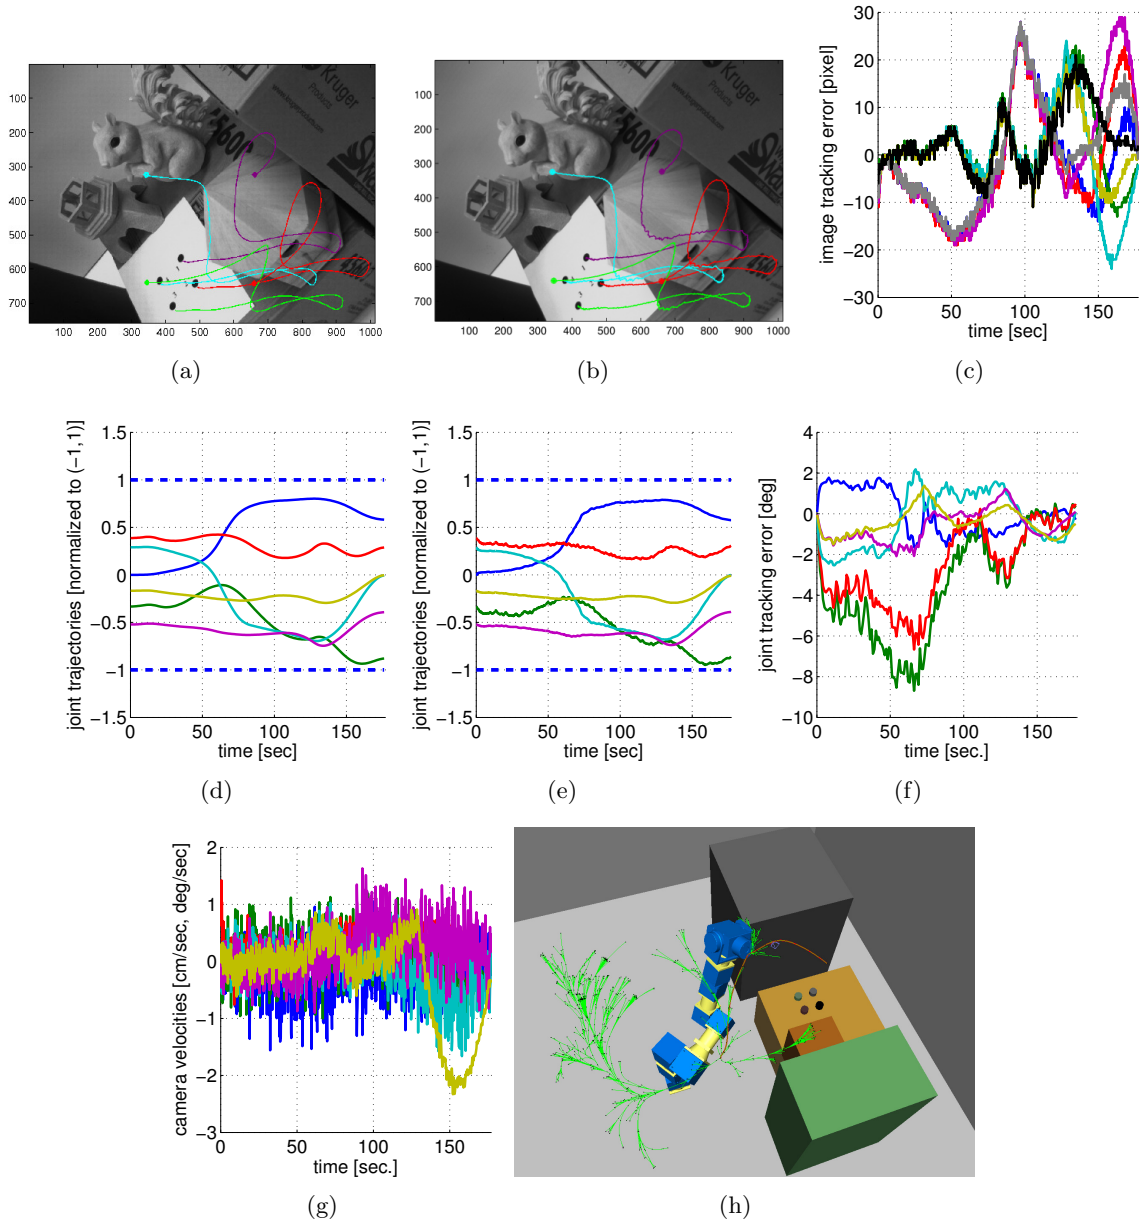 100
200
300
400
500
600
700
100 200 300 400 500 600 700 800 900 1000
Kruger
Products
(a)
100
200
300
400
500
600
700
100 200 300 400 500 600 700 800 900 1000
Kruger
Products
(b)
image tracking error [pixel]
30
20
10
0
−10
−20
−30
0 50 100 150
time [sec]
(c)
joint trajectories [normalized to (−1,1)]
1.5
1
0.5
0
−0.5
−1
−1.5
0 50 100 150
time [sec]
(d)
joint trajectories [normalized to (−1,1)]
1.5
1
0.5
0
−0.5
−1
−1.5
0 50 100 150
time [sec]
(e)
joint tracking error [deg]
4
2
0
−2
−4
−6
−8
−10
0 50 100 150
time [sec.]
(f)
camera velocities [cm/sec, deg/sec]
2
1
0
−1
−2
−3
0 50 100 150
time [sec.]
(g)
(h)